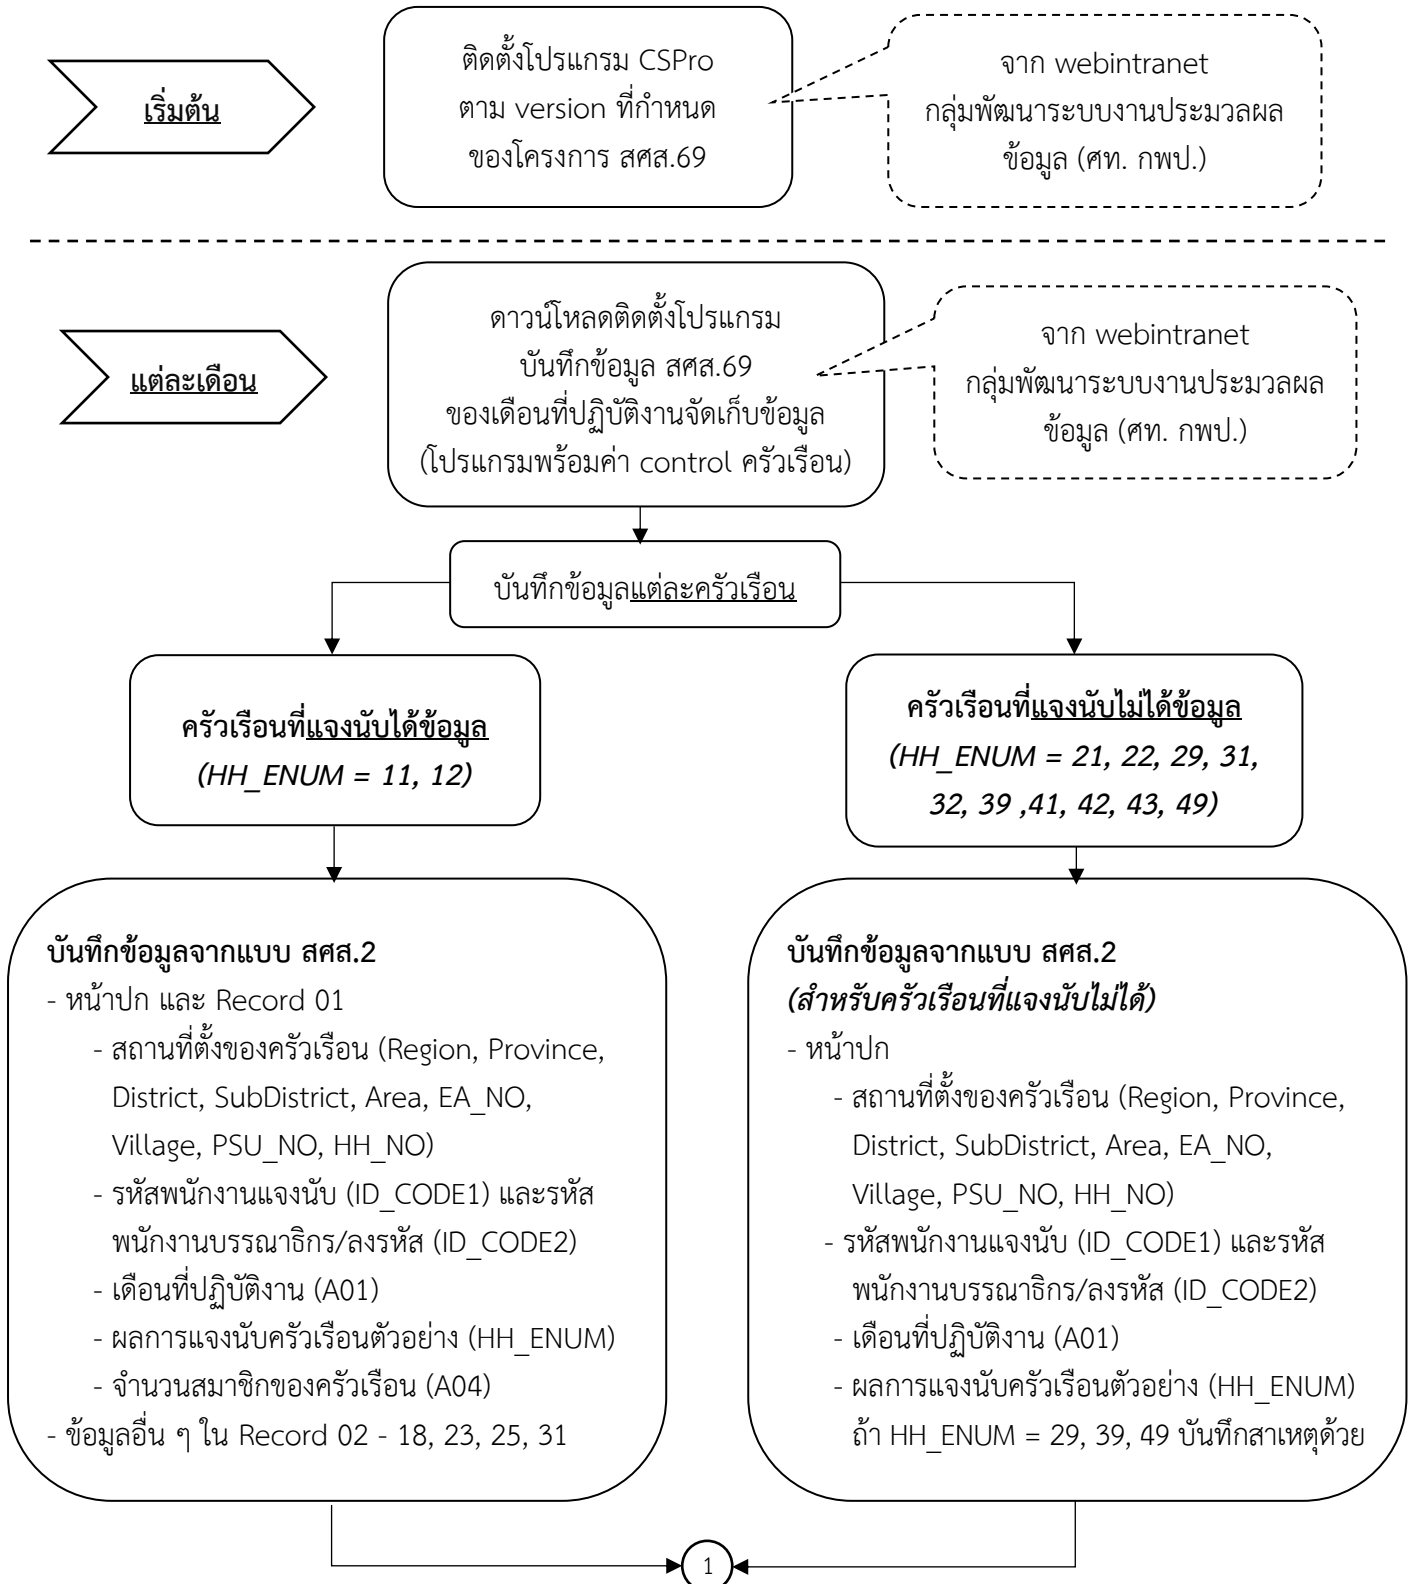 เริ่มต้น
ติดตั้งโปรแกรม CSPro
ตาม version ที่กำหนด
ของโครงการ สศส.69
จาก webintranet
กลุ่มพัฒนาระบบงานประมวลผล
ข้อมูล (ศท. กพป.)
แต่ละเดือน
ดาวน์โหลดติดตั้งโปรแกรม
บันทึกข้อมูล สศส.69
ของเดือนที่ปฏิบัติงานจัดเก็บข้อมูล
(โปรแกรมพร้อมค่า control ครัวเรือน)
จาก webintranet
กลุ่มพัฒนาระบบงานประมวลผล
ข้อมูล (ศท. กพป.)
บันทึกข้อมูลแต่ละครัวเรือน
ครัวเรือนที่แจงนับได้ข้อมูล
(HH_ENUM = 11, 12)
ครัวเรือนที่แจงนับไม่ได้ข้อมูล
(HH_ENUM = 21, 22, 29, 31,
32, 39 ,41, 42, 43, 49)
บันทึกข้อมูลจากแบบ สศส.2
- หน้าปก และ Record 01
- สถานที่ตั้งของครัวเรือน (Region, Province,
District, SubDistrict, Area, EA_NO,
Village, PSU_NO, HH_NO)
- รหัสพนักงานแจงนับ (ID_CODE1) และรหัส
พนักงานบรรณาธิกร/ลงรหัส (ID_CODE2)
- เดือนที่ปฏิบัติงาน (A01)
- ผลการแจงนับครัวเรือนตัวอย่าง (HH_ENUM)
- จำนวนสมาชิกของครัวเรือน (A04)
- ข้อมูลอื่น ๆ ใน Record 02 - 18, 23, 25, 31
บันทึกข้อมูลจากแบบ สศส.2
(สำหรับครัวเรือนที่แจงนับไม่ได้)
- หน้าปก
- สถานที่ตั้งของครัวเรือน (Region, Province,
District, SubDistrict, Area, EA_NO,
Village, PSU_NO, HH_NO)
- รหัสพนักงานแจงนับ (ID_CODE1) และรหัส
พนักงานบรรณาธิกร/ลงรหัส (ID_CODE2)
- เดือนที่ปฏิบัติงาน (A01)
- ผลการแจงนับครัวเรือนตัวอย่าง (HH_ENUM)
ถ้า HH_ENUM = 29, 39, 49 บันทึกสาเหตุด้วย
1